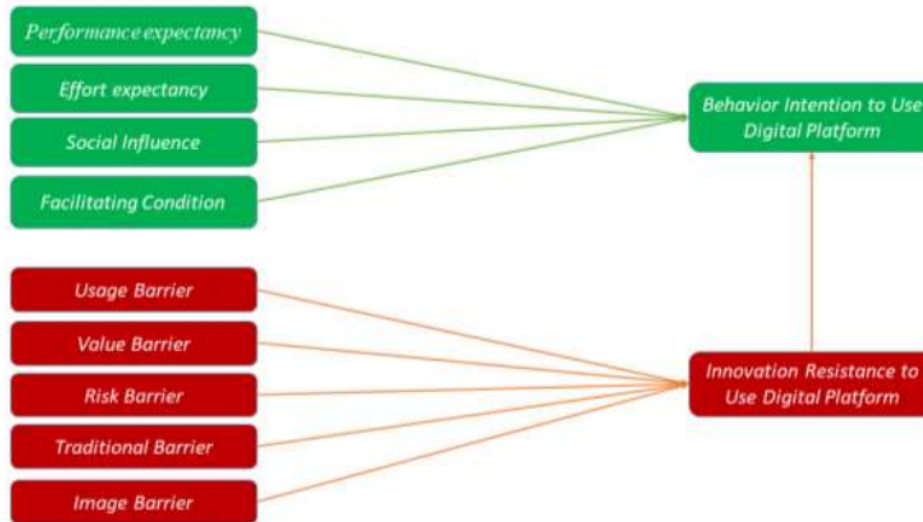 Performance expectancy
Effort expectancy
Social Influence
Facilitating Condition
Behavior Intention to Use
Digital Platform
Usage Barrier
Value Barrier
Risk Barrier
Traditional Barrier
Image Barrier
Innovation Resistance to
Use Digital Platform